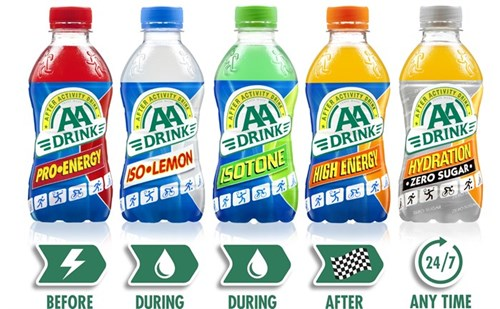 AFTER ACTIVITY DRINK
AA
DRINK
PRO•ENERGY
AFTER ACTIVITY DRINK
AA
DRINK
ISO•LEMON
AFTER ACTIVITY DRINK
AA
DRINK
ISOTONE
AFTER ACTIVITY DRINK
AA
DRINK
HIGH ENERGY
AFTER ACTIVITY DRINK
AA
DRINK
HYDRATION
•ZERO SUGAR•
24/7
BEFORE
DURING
DURING
AFTER
ANY TIME